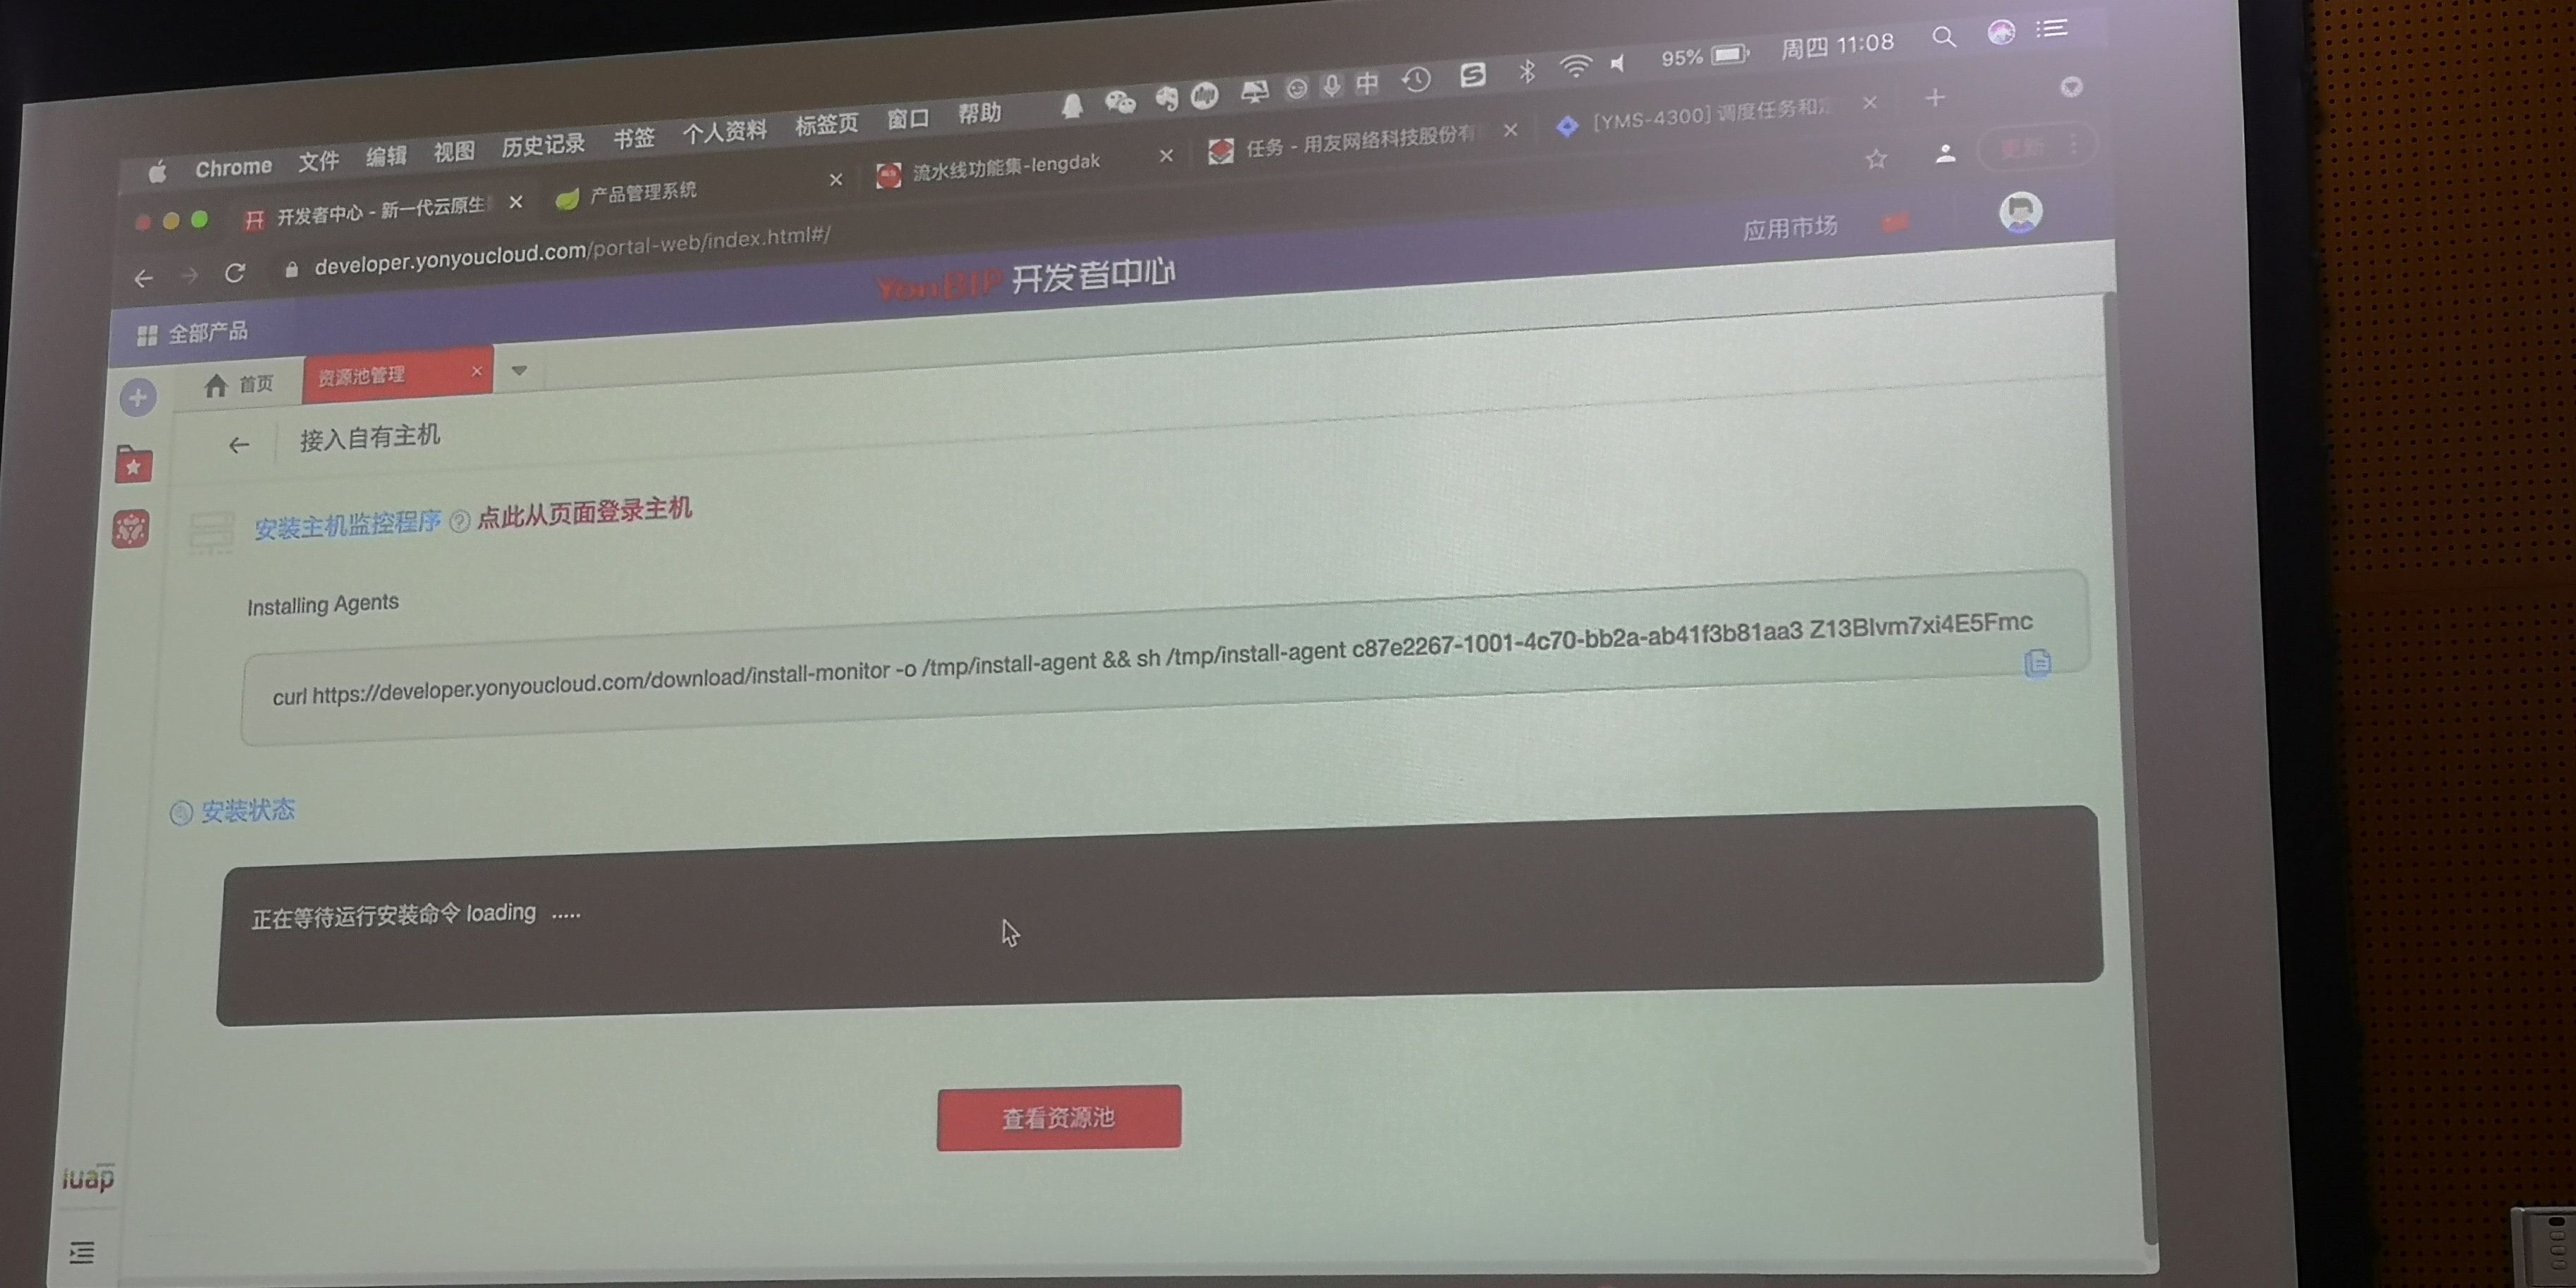 Chrome 文件 编辑 视图 历史记录 书签 个人资料 标签页 窗口 帮助 中 95% 周四 11:08
开发者中心 - 新一代云原生 产品管理系统 流水线功能集-lengdak 任务 - 用友网络科技股份有 [YMS-4300] 调度任务和定
developer.yonyoucloud.com/portal-web/index.html#/ 更新
全部产品 YonBIP 开发者中心 应用市场
首页 资源池管理
接入自有主机
安装主机监控程序 ? 点此从页面登录主机
Installing Agents
curl https://developer.yonyoucloud.com/download/install-monitor -o /tmp/install-agent && sh /tmp/install-agent c87e2267-1001-4c70-bb2a-ab41f3b81aa3 Z13BIvm7xi4E5Fmc
安装状态
正在等待运行安装命令 loading .....
查看资源池
iuap